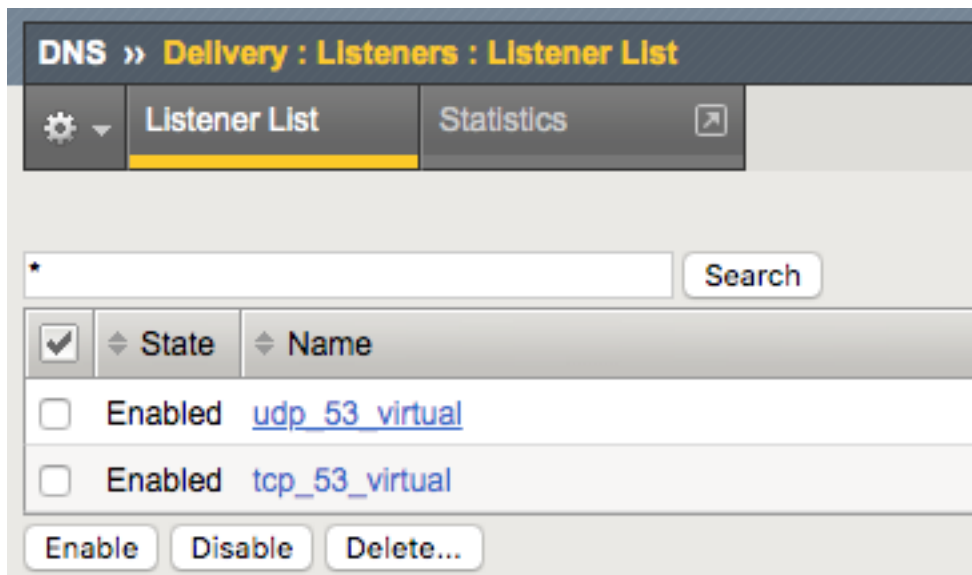 DNS ›› Delivery : Listeners : Listener List
Listener List Statistics
*
Search
State Name
Enabled udp_53_virtual
Enabled tcp_53_virtual
Enable Disable Delete...